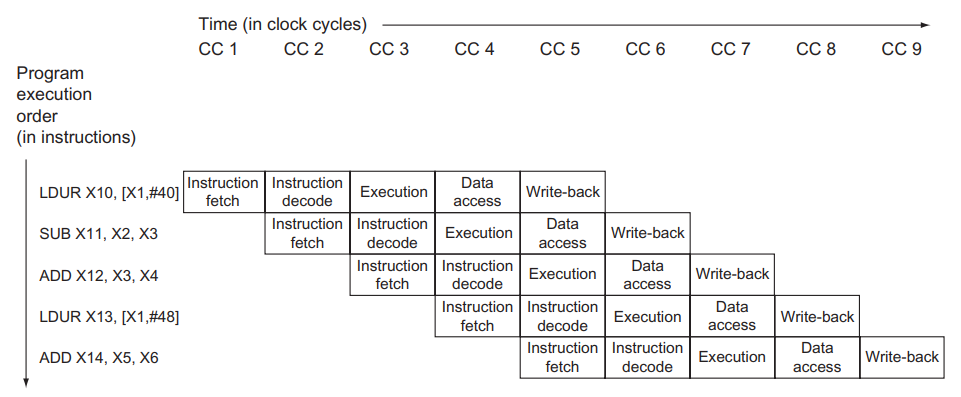 Time (in clock cycles)
CC 1 CC 2 CC 3 CC 4 CC 5 CC 6 CC 7 CC 8 CC 9
Program
execution
order
(in instructions)
LDUR X10, [X1,#40] Instruction fetch Instruction decode Execution Data access Write-back
SUB X11, X2, X3 Instruction fetch Instruction decode Execution Data access Write-back
ADD X12, X3, X4 Instruction fetch Instruction decode Execution Data access Write-back
LDUR X13, [X1,#48] Instruction fetch Instruction decode Execution Data access Write-back
ADD X14, X5, X6 Instruction fetch Instruction decode Execution Data access Write-back